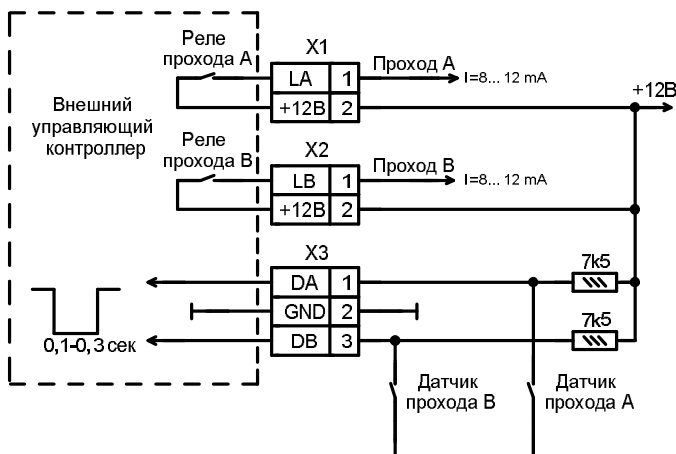 Реле
прохода А
X1
LA 1
+12В 2
Проход А
I=8... 12 mA
+12В
Внешний
управляющий
контроллер
Реле
прохода В
X2
LB 1
+12В 2
Проход В
I=8... 12 mA
X3
DA 1
GND 2
DB 3
7k5
7k5
0,1-0,3 сек
Датчик
прохода В
Датчик
прохода А